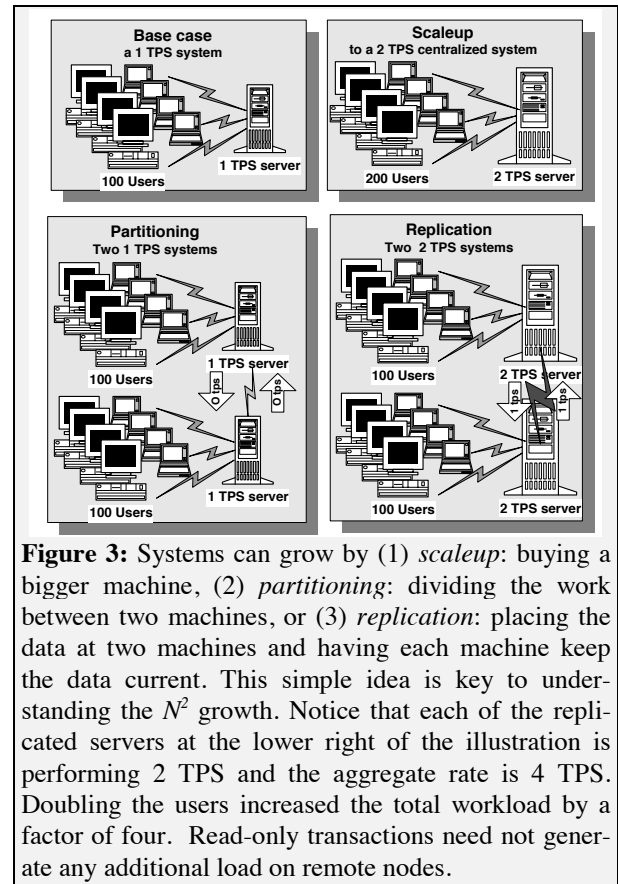 Base case
a 1 TPS system
100 Users
1 TPS server
Scaleup
to a 2 TPS centralized system
200 Users
2 TPS server
Partitioning
Two 1 TPS systems
1 TPS server
100 Users
0 tps
0 tps
1 TPS server
100 Users
Replication
Two 2 TPS systems
2 TPS server
100 Users
1 tps
1 tps
2 TPS server
100 Users
Figure 3: Systems can grow by (1) scaleup: buying a
bigger machine, (2) partitioning: dividing the work
between two machines, or (3) replication: placing the
data at two machines and having each machine keep
the data current. This simple idea is key to under-
standing the N² growth. Notice that each of the repli-
cated servers at the lower right of the illustration is
performing 2 TPS and the aggregate rate is 4 TPS.
Doubling the users increased the total workload by a
factor of four. Read-only transactions need not gener-
ate any additional load on remote nodes.